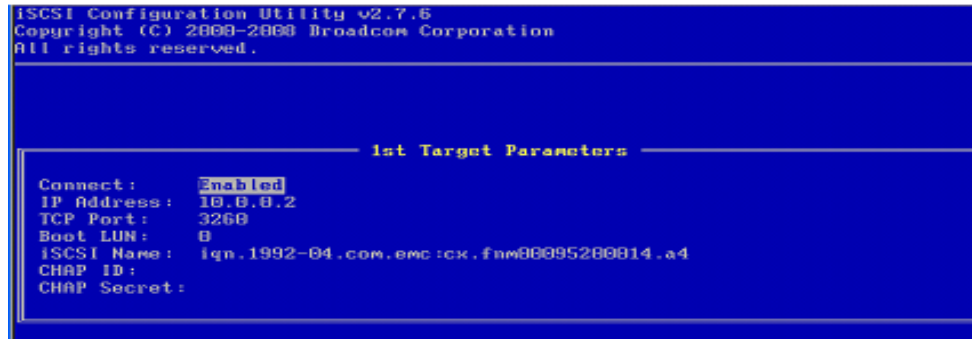 iSCSI Configuration Utility v2.7.6
Copyright (C) 2000-2008 Broadcom Corporation
All rights reserved.
1st Target Parameters
Connect: Enabled
IP Address: 10.0.0.2
TCP Port: 3260
Boot LUN: 0
iSCSI Name: iqn.1992-04.com.emc:cx.fnm00095200014.a4
CHAP ID:
CHAP Secret: